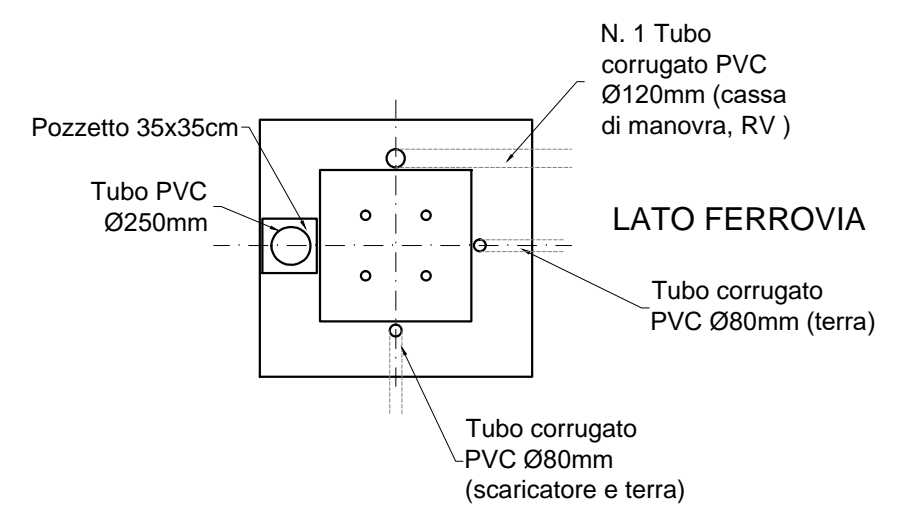 N. 1 Tubo
corrugato PVC
Ø120mm (cassa
di manovra, RV )
Pozzetto 35x35cm
Tubo PVC
Ø250mm
LATO FERROVIA
Tubo corrugato
PVC Ø80mm (terra)
Tubo corrugato
PVC Ø80mm
(scaricatore e terra)